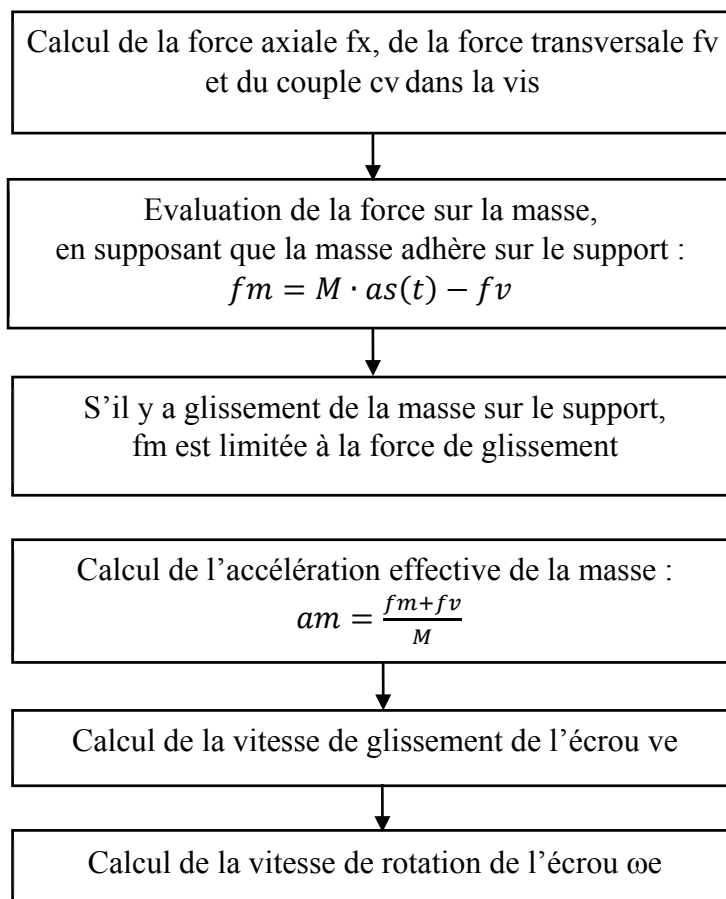 Calcul de la force axiale fx, de la force transversale fv
et du couple cv dans la vis
Evaluation de la force sur la masse,
en supposant que la masse adhère sur le support :
fm = M · as(t) − fv
S’il y a glissement de la masse sur le support,
fm est limitée à la force de glissement
Calcul de l’accélération effective de la masse :
am = \frac{fm+fv}{M}
Calcul de la vitesse de glissement de l’écrou ve
Calcul de la vitesse de rotation de l’écrou ωe